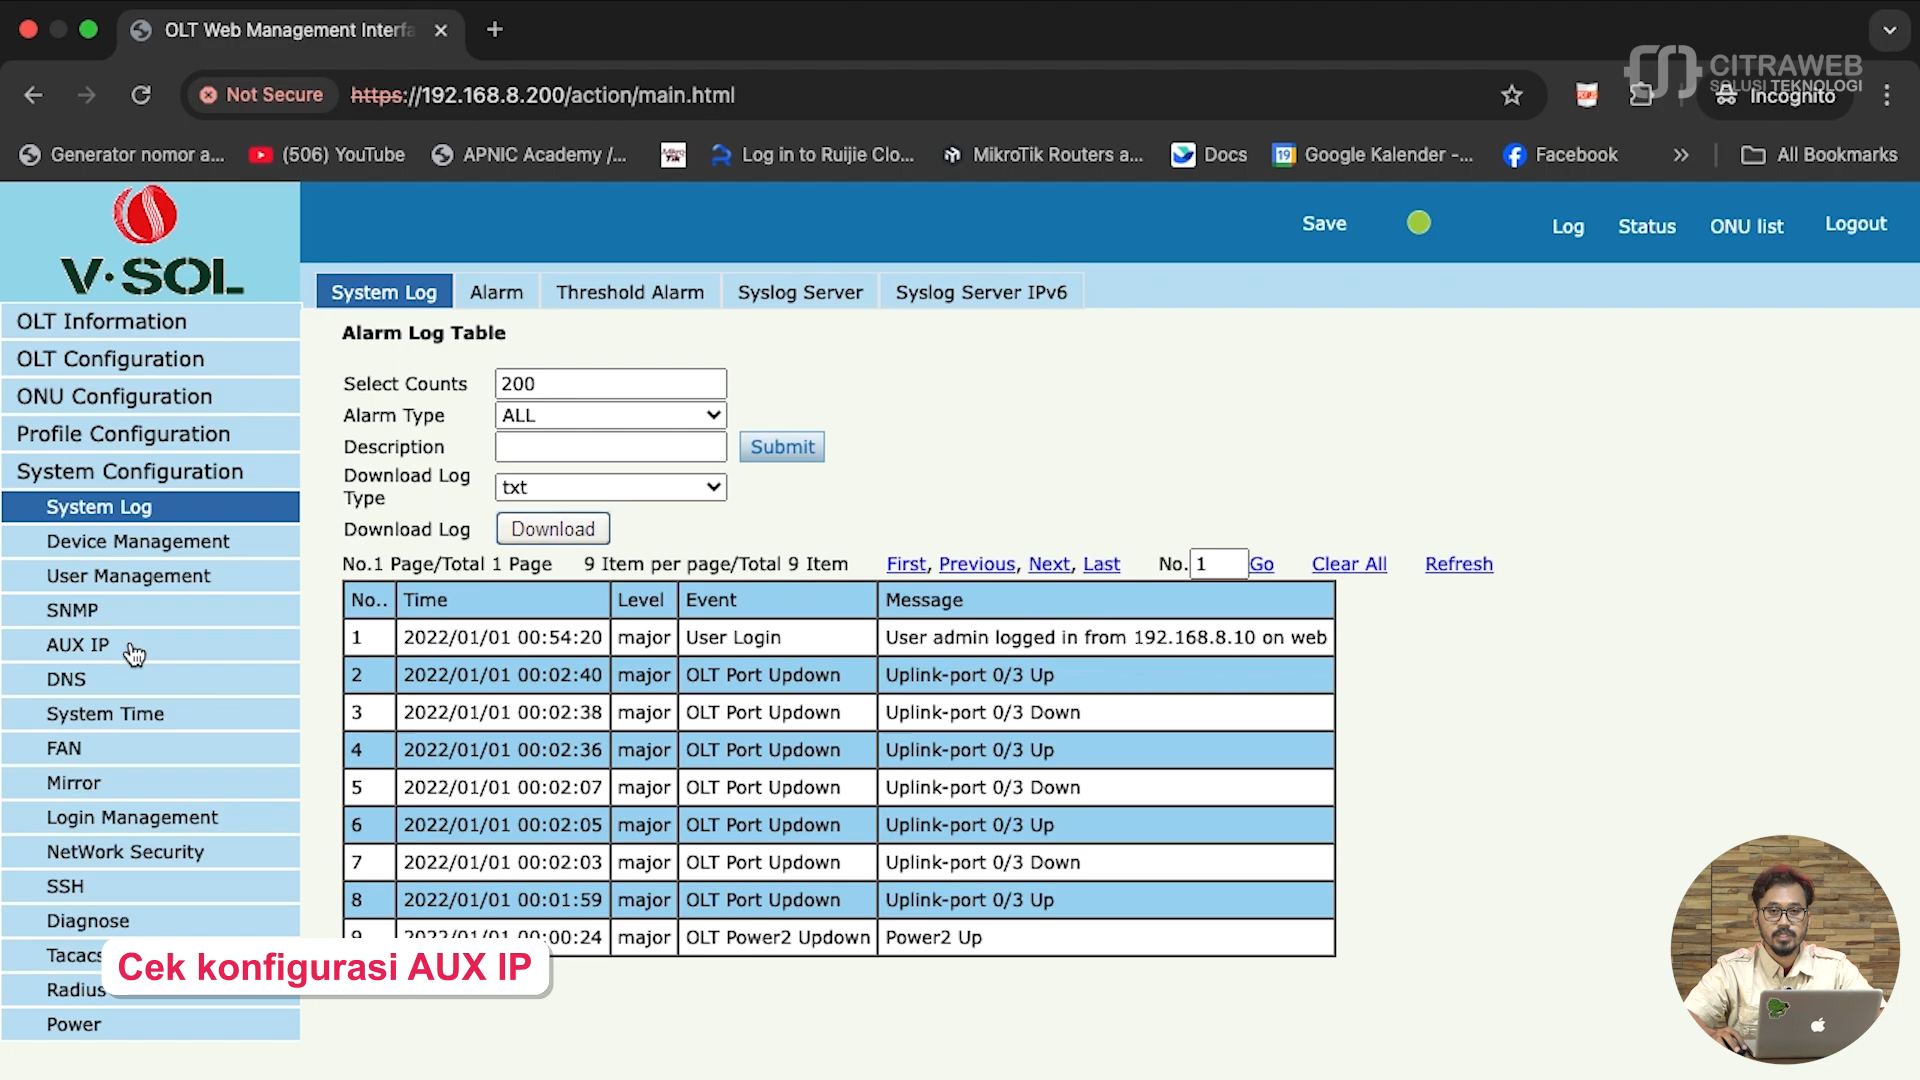 OLT Web Management Interfa
CITRAWEB
SOLUSI TEKNOLOGI
Not Secure https://192.168.8.200/action/main.html
Incognito
Generator nomor a... (506) YouTube APNIC Academy /... Log in to Ruijie Clo... MikroTik Routers a... Docs Google Kalender -... Facebook » All Bookmarks
V·SOL
Save Log Status ONU list Logout
System Log Alarm Threshold Alarm Syslog Server Syslog Server IPv6
OLT Information
OLT Configuration
ONU Configuration
Profile Configuration
System Configuration
System Log
Device Management
User Management
SNMP
AUX IP
DNS
System Time
FAN
Mirror
Login Management
NetWork Security
SSH
Diagnose
Tacacs
Radius
Power
Alarm Log Table
Select Counts 200
Alarm Type ALL
Description Submit
Download Log Type txt
Download Log Download
No.1 Page/Total 1 Page 9 Item per page/Total 9 Item First, Previous, Next, Last No. 1 Go Clear All Refresh
No.. Time Level Event Message
1 2022/01/01 00:54:20 major User Login User admin logged in from 192.168.8.10 on web
2 2022/01/01 00:02:40 major OLT Port Updown Uplink-port 0/3 Up
3 2022/01/01 00:02:38 major OLT Port Updown Uplink-port 0/3 Down
4 2022/01/01 00:02:36 major OLT Port Updown Uplink-port 0/3 Up
5 2022/01/01 00:02:07 major OLT Port Updown Uplink-port 0/3 Down
6 2022/01/01 00:02:05 major OLT Port Updown Uplink-port 0/3 Up
7 2022/01/01 00:02:03 major OLT Port Updown Uplink-port 0/3 Down
8 2022/01/01 00:01:59 major OLT Port Updown Uplink-port 0/3 Up
9 00:24 major OLT Power2 Updown Power2 Up
Cek konfigurasi AUX IP